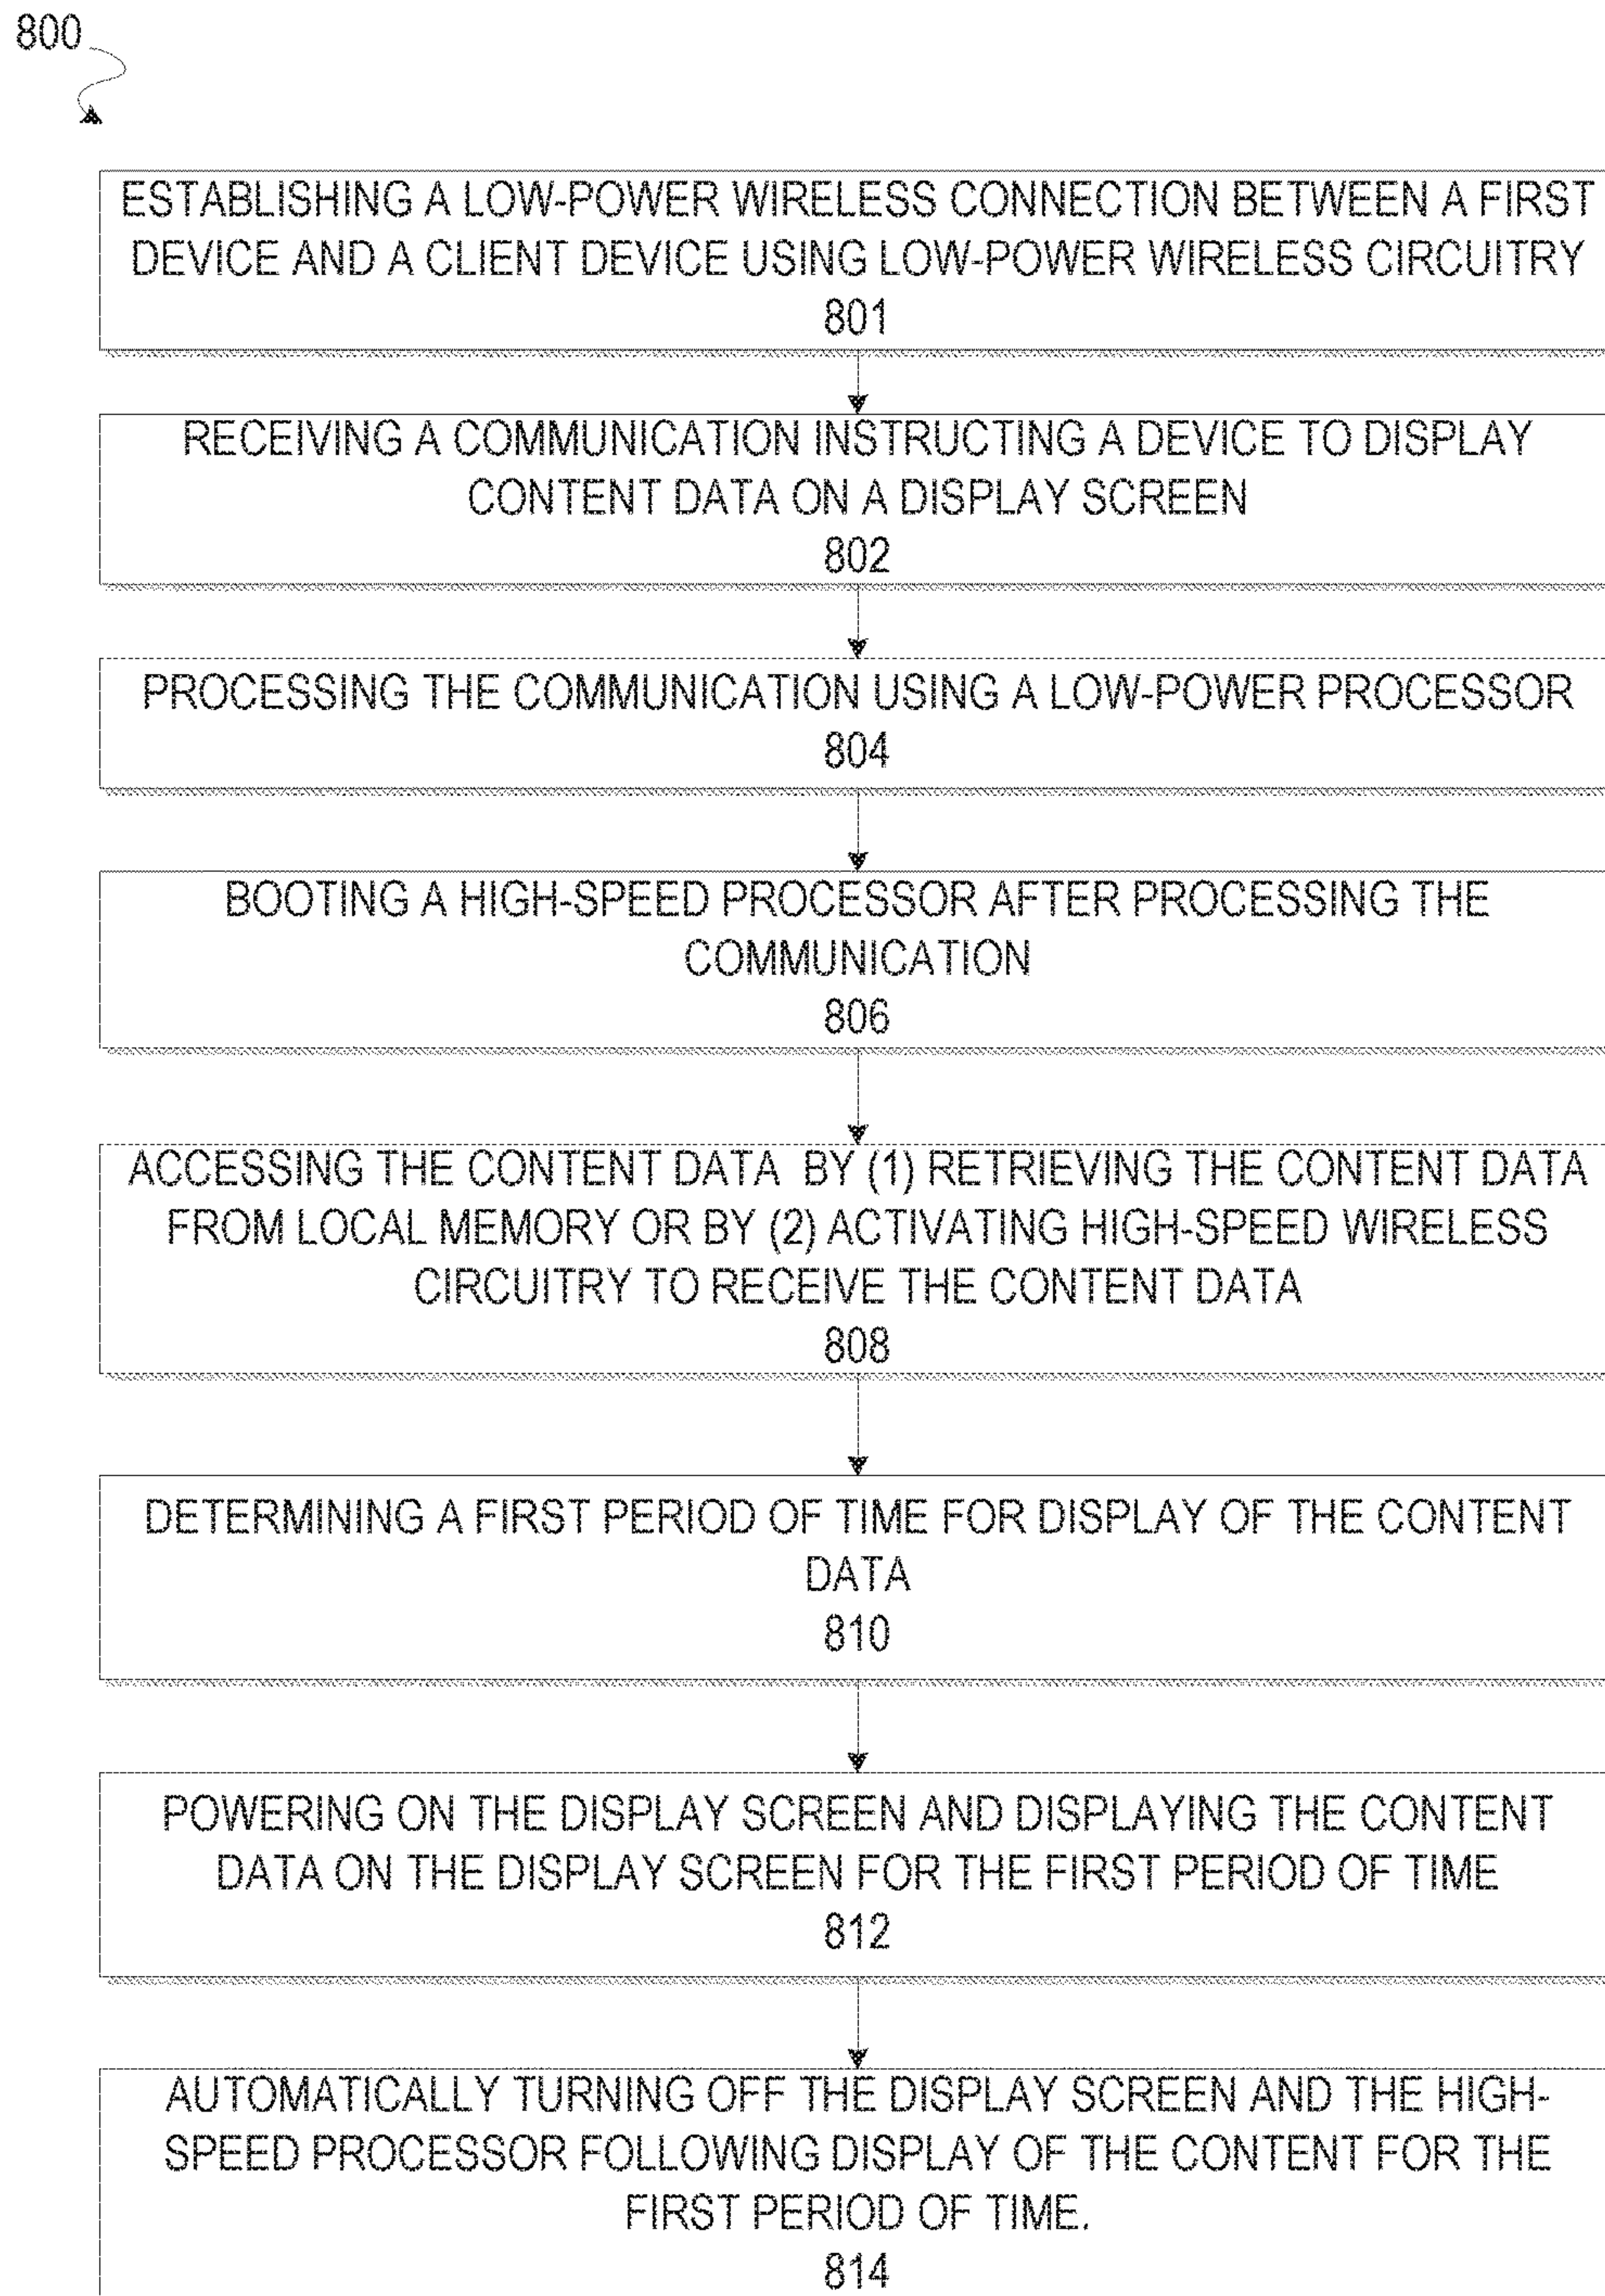 800
ESTABLISHING A LOW-POWER WIRELESS CONNECTION BETWEEN A FIRST
DEVICE AND A CLIENT DEVICE USING LOW-POWER WIRELESS CIRCUITRY
801
RECEIVING A COMMUNICATION INSTRUCTING A DEVICE TO DISPLAY
CONTENT DATA ON A DISPLAY SCREEN
802
PROCESSING THE COMMUNICATION USING A LOW-POWER PROCESSOR
804
BOOTING A HIGH-SPEED PROCESSOR AFTER PROCESSING THE
COMMUNICATION
806
ACCESSING THE CONTENT DATA BY (1) RETRIEVING THE CONTENT DATA
FROM LOCAL MEMORY OR BY (2) ACTIVATING HIGH-SPEED WIRELESS
CIRCUITRY TO RECEIVE THE CONTENT DATA
808
DETERMINING A FIRST PERIOD OF TIME FOR DISPLAY OF THE CONTENT
DATA
810
POWERING ON THE DISPLAY SCREEN AND DISPLAYING THE CONTENT
DATA ON THE DISPLAY SCREEN FOR THE FIRST PERIOD OF TIME
812
AUTOMATICALLY TURNING OFF THE DISPLAY SCREEN AND THE HIGH-
SPEED PROCESSOR FOLLOWING DISPLAY OF THE CONTENT FOR THE
FIRST PERIOD OF TIME.
814